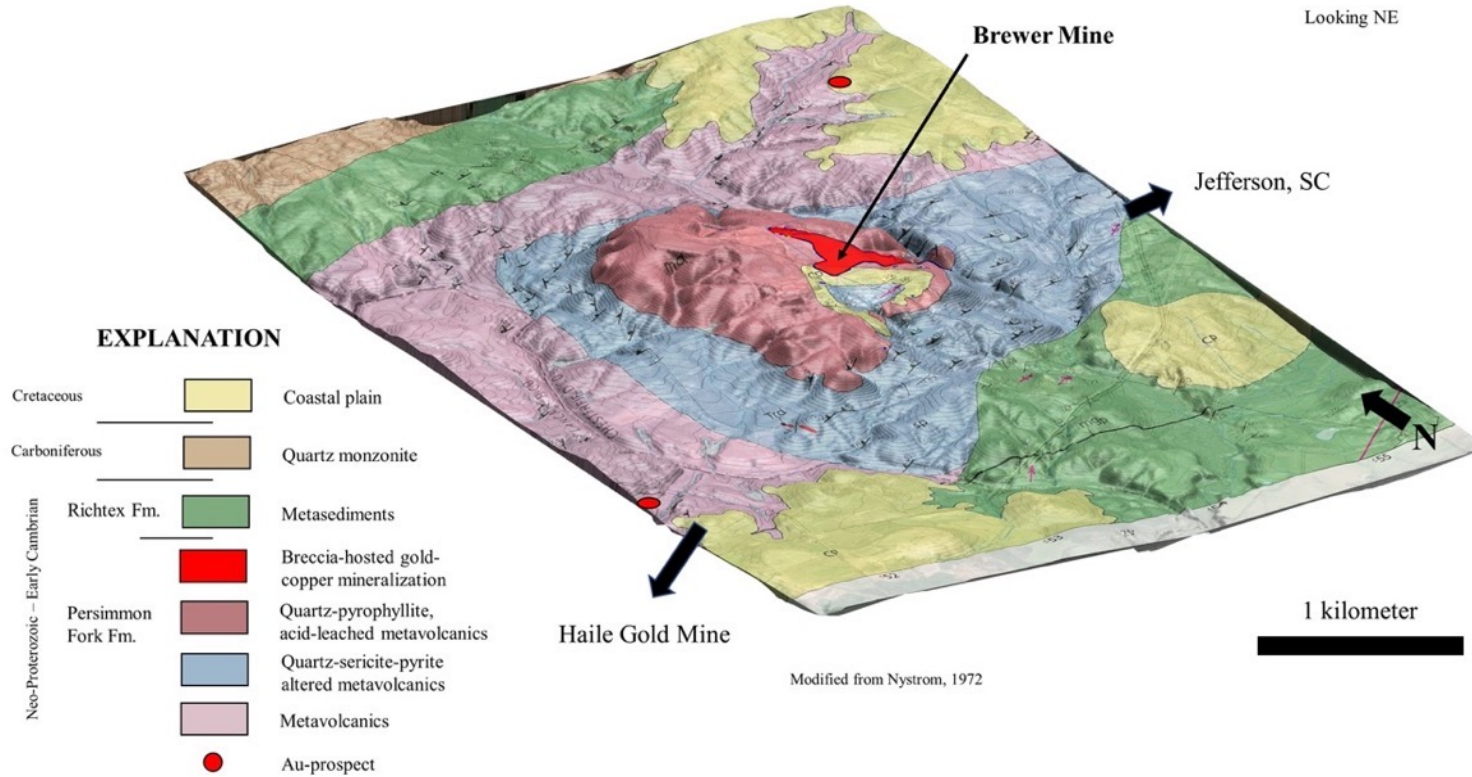 Looking NE
Brewer Mine
Jefferson, SC
N
EXPLANATION
Cretaceous
Coastal plain
Carboniferous
Quartz monzonite
Richtex Fm.
Metasediments
Neo-Proterozoic – Early Cambrian
Breccia-hosted gold-
copper mineralization
Persimmon
Fork Fm.
Quartz-pyrophyllite,
acid-leached metavolcanics
Quartz-sericite-pyrite
altered metavolcanics
Metavolcanics
Au-prospect
Haile Gold Mine
Modified from Nystrom, 1972
1 kilometer
CP
CP